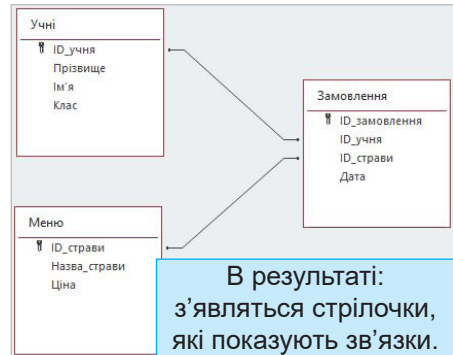 Учні
ID_учня
Прізвище
Ім'я
Клас
Замовлення
ID_замовлення
ID_учня
ID_страви
Дата
Меню
ID_страви
Назва_страви
Ціна
В результаті:
з’являться стрілочки,
які показують зв’язки.